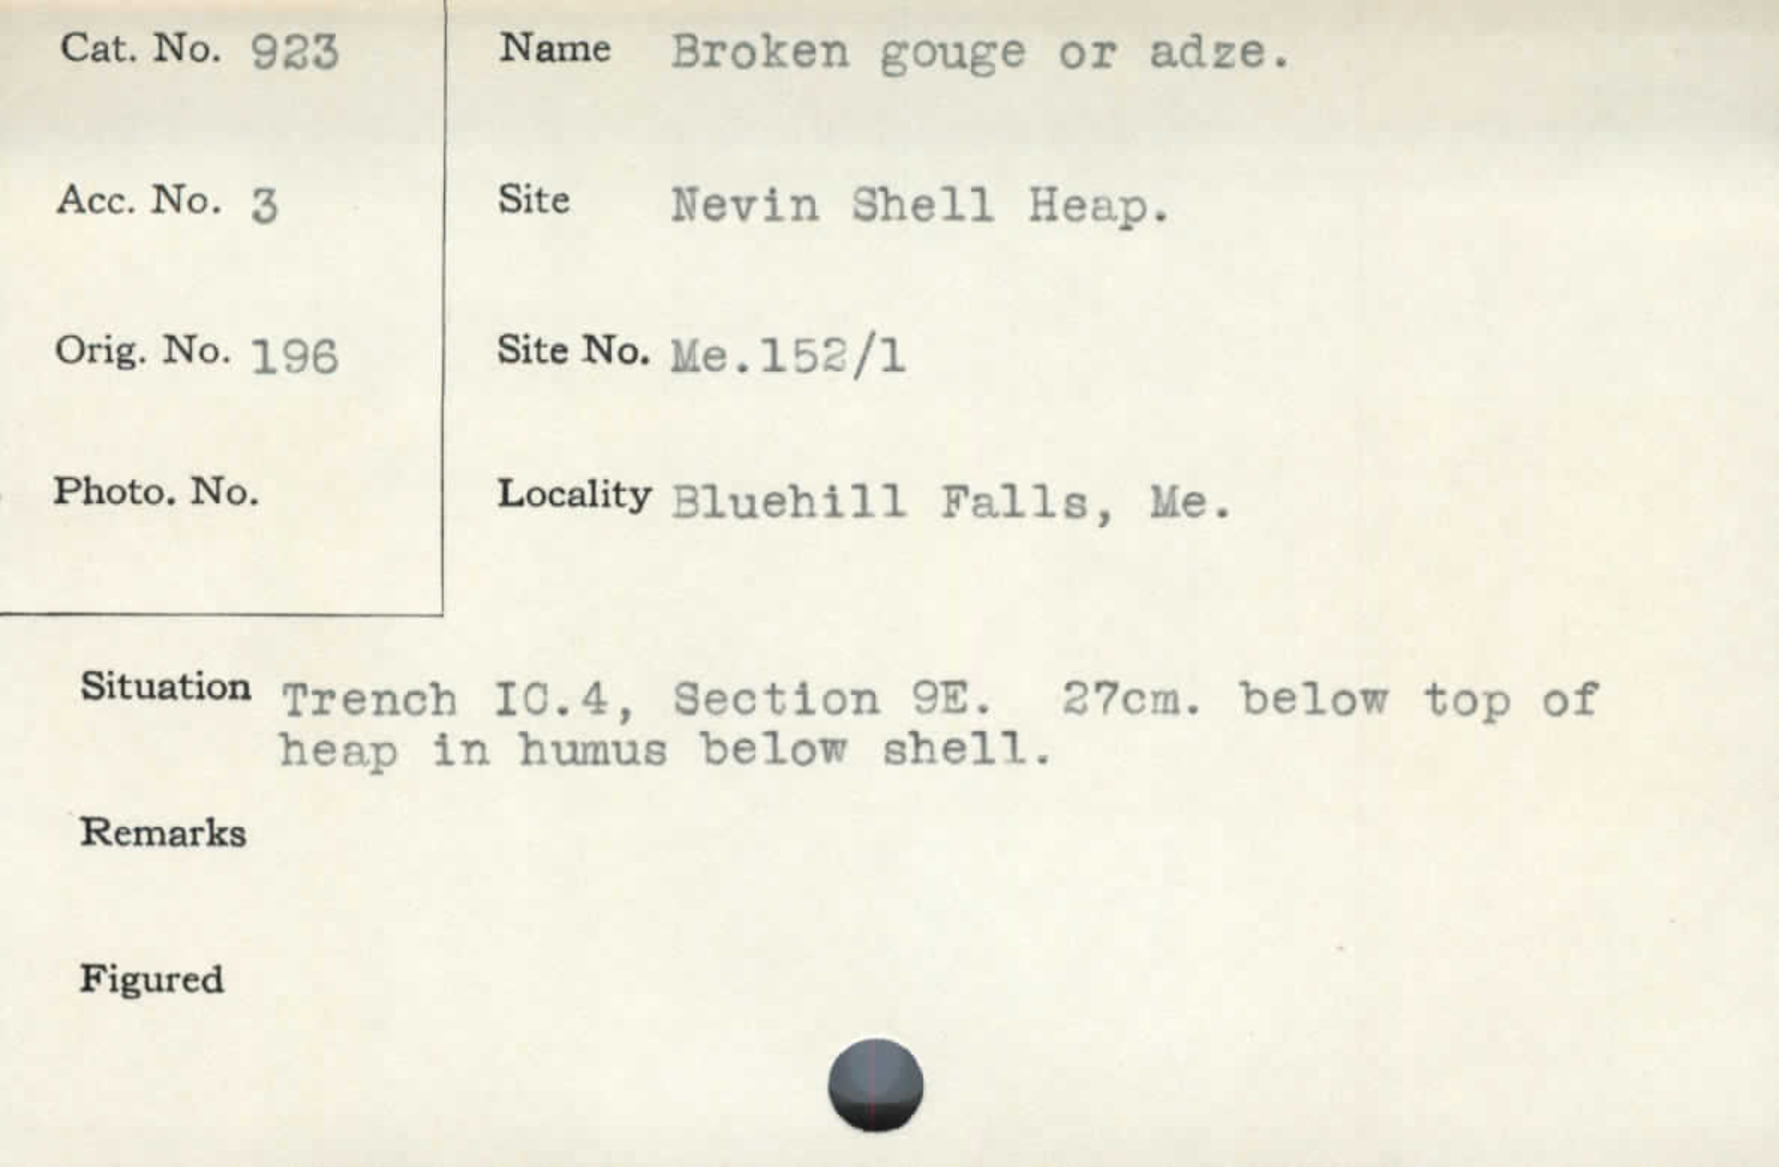 Cat. No. 923
Name Broken gouge or adze.
Acc. No. 3
Site Nevin Shell Heap.
Orig. No. 196
Site No. Me.152/1
Photo. No.
Locality Bluehill Falls, Me.
Situation Trench IC.4, Section 9E. 27cm. below top of
heap in humus below shell.
Remarks
Figured